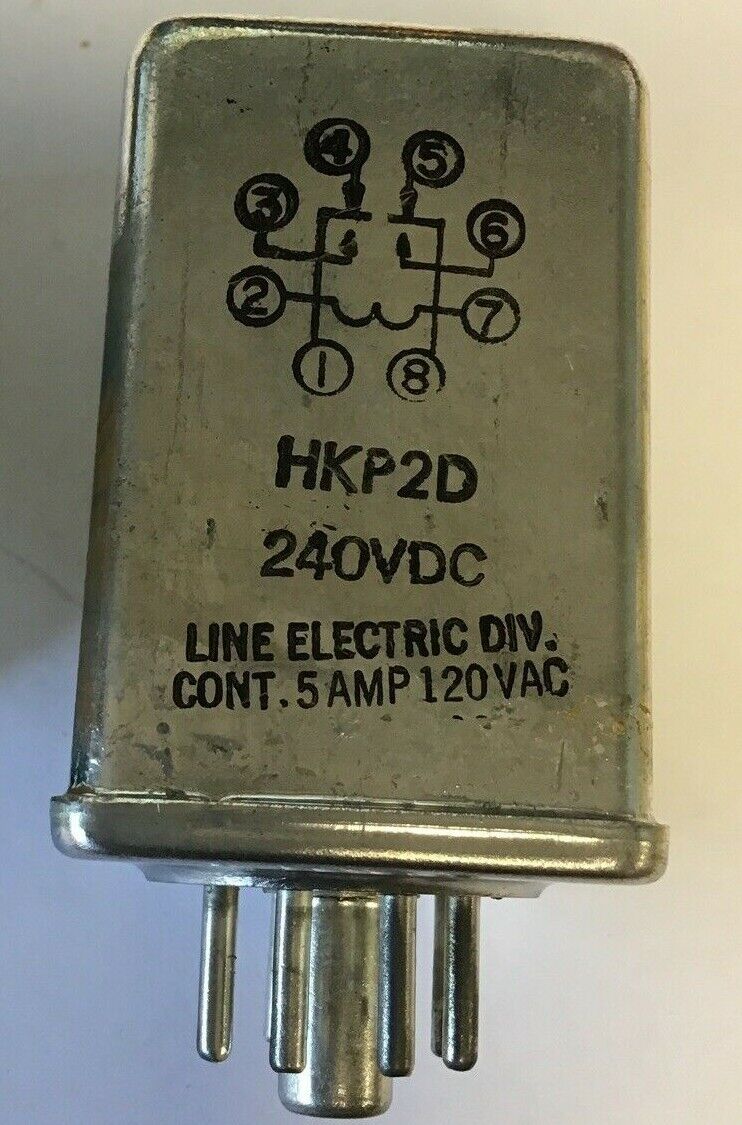 4 5
3 6
2 7
1 8
HKP2D
240VDC
LINE ELECTRIC DIV.
CONT. 5 AMP 120 VAC